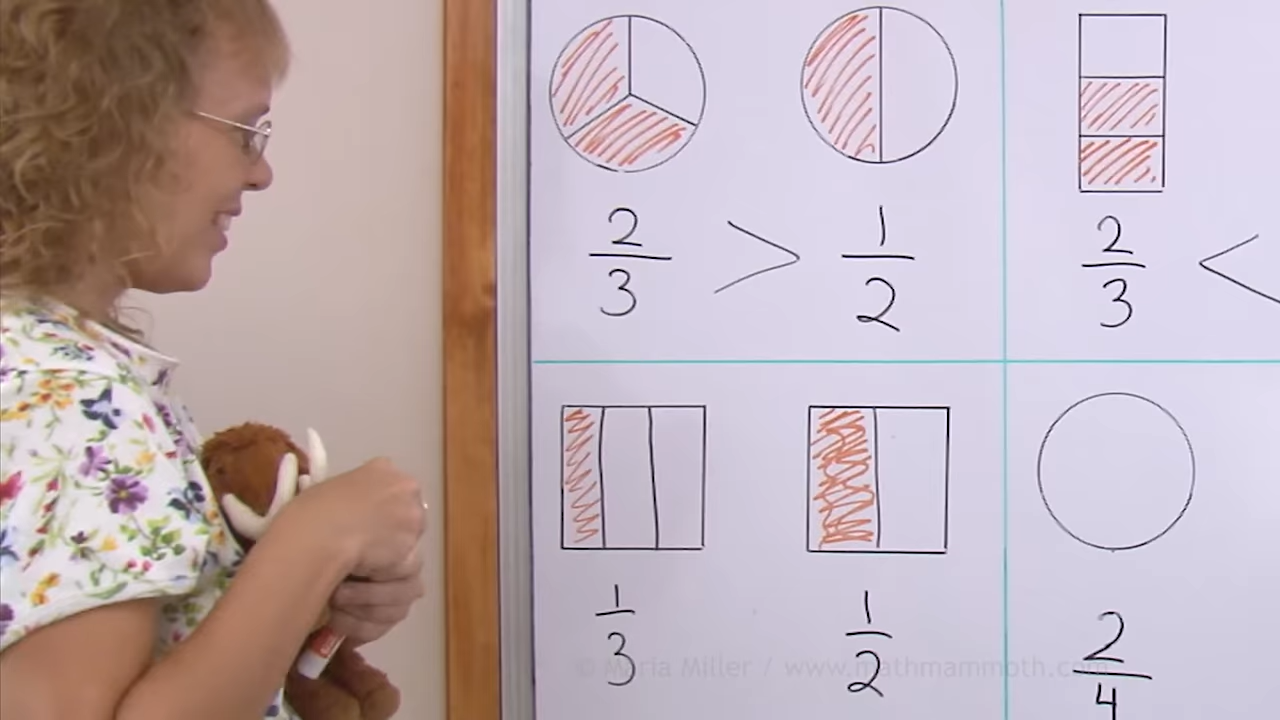 2/3 > 1/2
2/3 <
1/3 1/2
2/4
© Maria Miller / www.mathmammoth.com